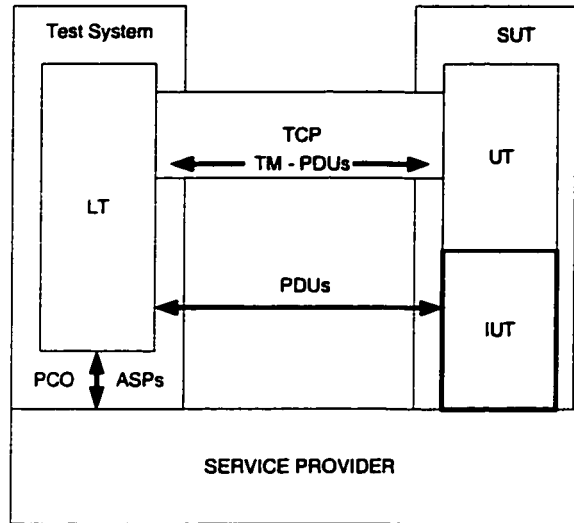 Test System
SUT
TCP
TM - PDUs
UT
LT
PDUs
IUT
PCO
ASPs
SERVICE PROVIDER